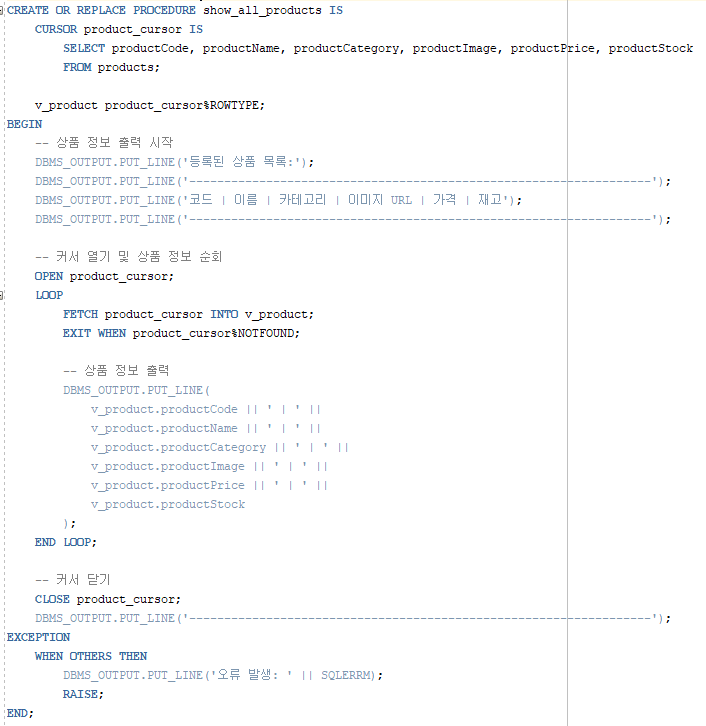 CREATE OR REPLACE PROCEDURE show_all_products IS
    CURSOR product_cursor IS
        SELECT productCode, productName, productCategory, productImage, productPrice, productStock
        FROM products;

    v_product product_cursor%ROWTYPE;
BEGIN
    -- 상품 정보 출력 시작
    DBMS_OUTPUT.PUT_LINE('등록된 상품 목록:');
    DBMS_OUTPUT.PUT_LINE('------------------------------------------------------------------');
    DBMS_OUTPUT.PUT_LINE('코드 | 이름 | 카테고리 | 이미지 URL | 가격 | 재고');
    DBMS_OUTPUT.PUT_LINE('------------------------------------------------------------------');

    -- 커서 열기 및 상품 정보 순회
    OPEN product_cursor;
    LOOP
        FETCH product_cursor INTO v_product;
        EXIT WHEN product_cursor%NOTFOUND;

        -- 상품 정보 출력
        DBMS_OUTPUT.PUT_LINE(
            v_product.productCode || ' | ' ||
            v_product.productName || ' | ' ||
            v_product.productCategory || ' | ' ||
            v_product.productImage || ' | ' ||
            v_product.productPrice || ' | ' ||
            v_product.productStock
        );
    END LOOP;

    -- 커서 닫기
    CLOSE product_cursor;
    DBMS_OUTPUT.PUT_LINE('------------------------------------------------------------------');
EXCEPTION
    WHEN OTHERS THEN
        DBMS_OUTPUT.PUT_LINE('오류 발생: ' || SQLERRM);
        RAISE;
END;